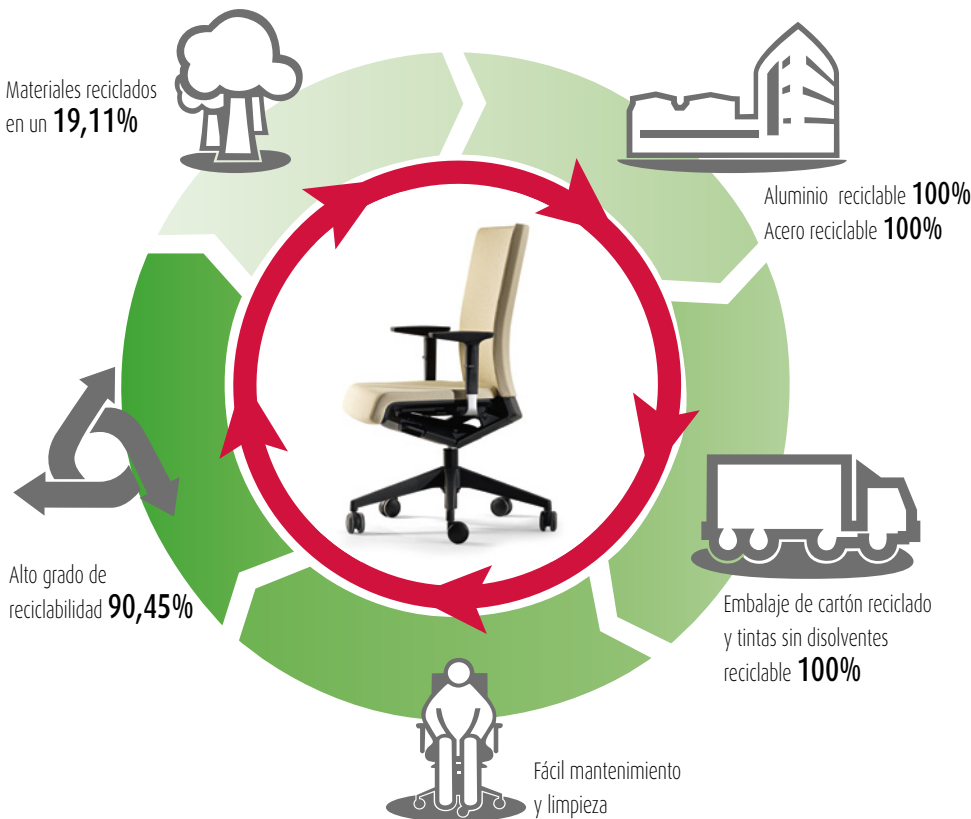 Materiales reciclados
en un 19,11%
Aluminio reciclable 100%
Acero reciclable 100%
Embalaje de cartón reciclado
y tintas sin disolventes
reciclable 100%
Fácil mantenimiento
y limpieza
Alto grado de
reciclabilidad 90,45%